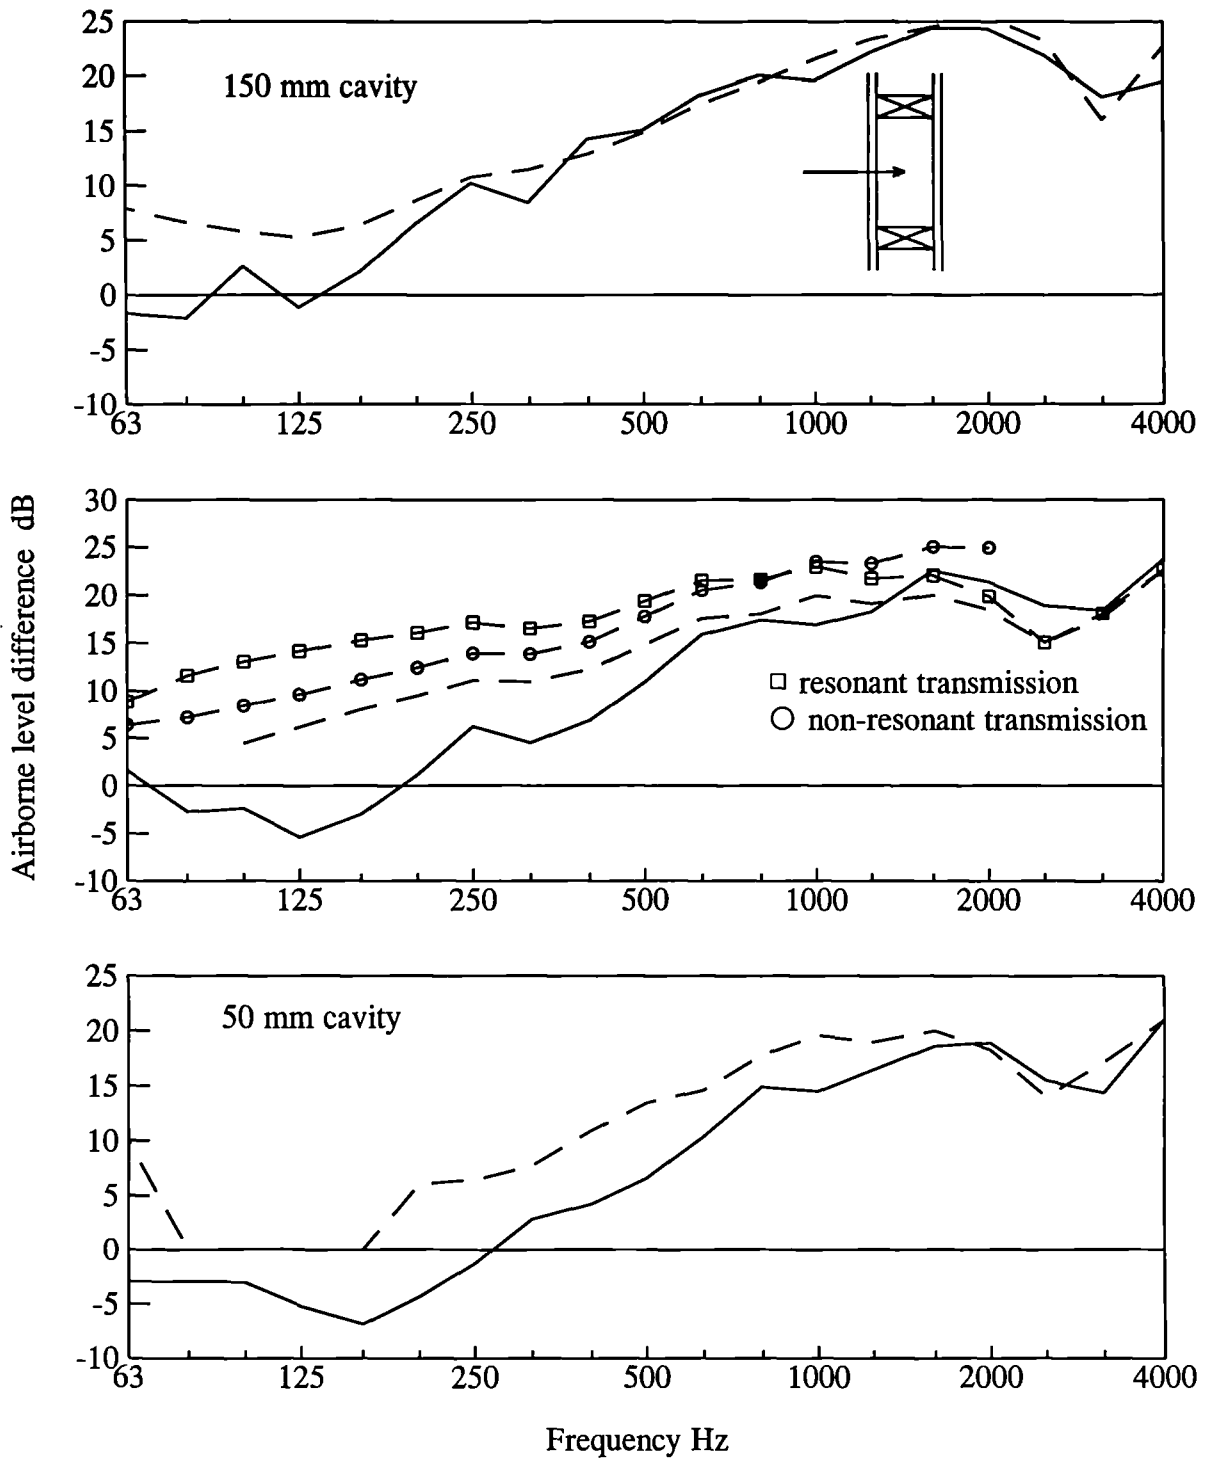 25
20
15
10
5
0
-5
-10
150 mm cavity
63 125 250 500 1000 2000 4000
Airborne level difference dB
30
25
20
15
10
5
0
-5
-10
resonant transmission
non-resonant transmission
63 125 250 500 1000 2000 4000
25
20
15
10
5
0
-5
-10
50 mm cavity
63 125 250 500 1000 2000 4000
Frequency Hz